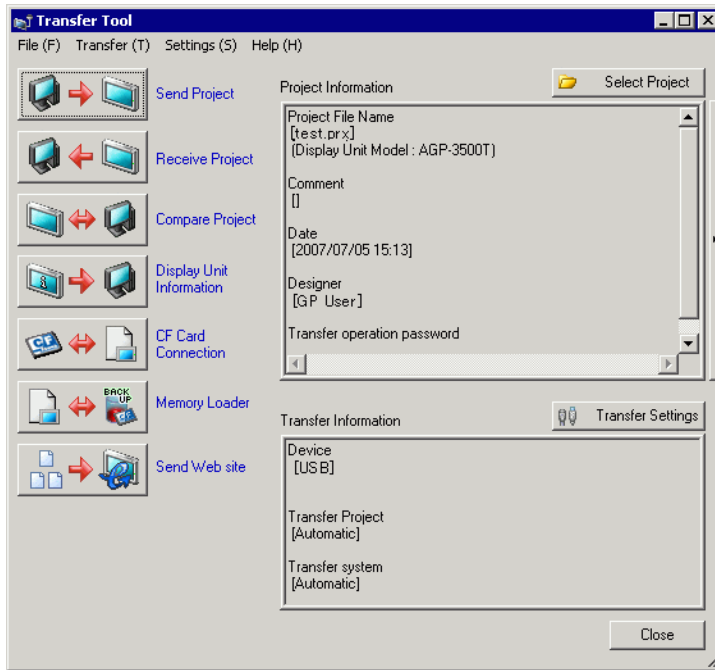 Transfer Tool
File (F) Transfer (T) Settings (S) Help (H)
Send Project
Receive Project
Compare Project
Display Unit
Information
CF
CF Card
Connection
BACK
UP
CF
Memory Loader
Send Web site
Project Information
Select Project
Project File Name
[test.prx]
(Display Unit Model : AGP-3500T)
Comment
[]
Date
[2007/07/05 15:13]
Designer
[GP User]
Transfer operation password
Transfer Information
Transfer Settings
Device
[USB]
Transfer Project
[Automatic]
Transfer system
[Automatic]
Close